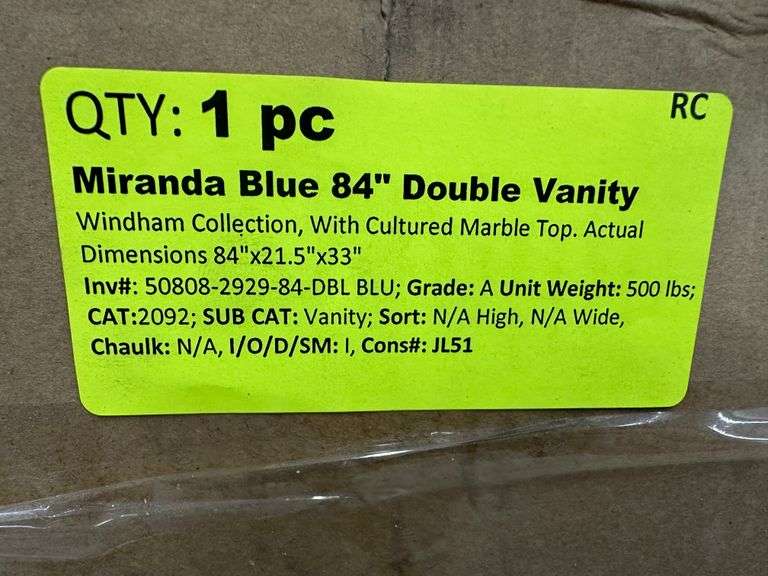 QTY: 1 pc
RC
Miranda Blue 84" Double Vanity
Windham Collection, With Cultured Marble Top. Actual
Dimensions 84"x21.5"x33"
Inv#: 50808-2929-84-DBL BLU; Grade: A Unit Weight: 500 lbs;
CAT:2092; SUB CAT: Vanity; Sort: N/A High, N/A Wide,
Chaulk: N/A, I/O/D/SM: I, Cons#: JL51